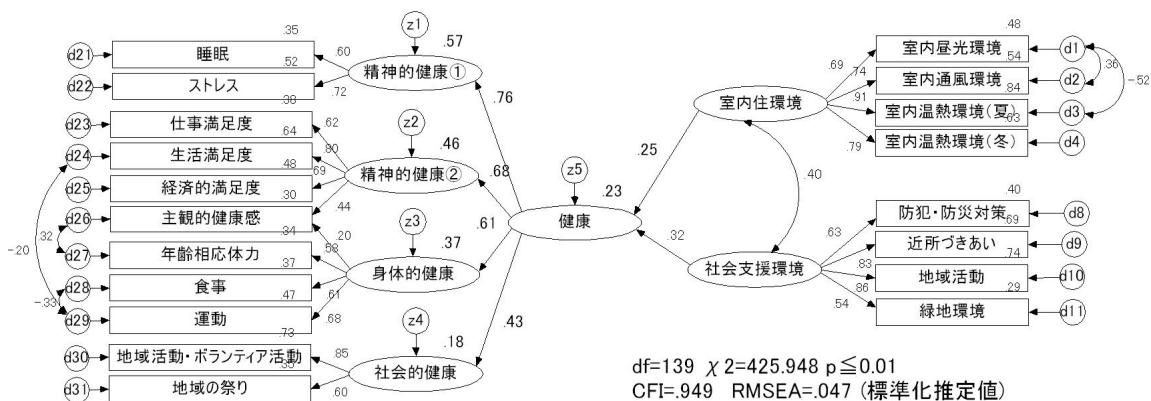 z1
.57
.35
d21
睡眠
.60
.52
精神的健康①
d22
ストレス
.72
.38
.76
d23
仕事満足度
.62
z2
.64
.46
d24
生活満足度
.80
.48
.69
精神的健康②
.68
d25
経済的満足度
.30
d26
主観的健康感
.44
.34
.20
z3
.61
-.20
.32
d27
年齢相応体力
.58
.37
.37
身体的健康
d28
食事
.47
.61
-.33
d29
運動
.68
.73
z4
.43
.18
d30
地域活動・ボランティア活動
.85
.35
社会的健康
d31
地域の祭り
.60
z5
.23
健康
.25
.32
.40
室内住環境
社会支援環境
.48
室内昼光環境
d1
.69
.54
.74
室内通風環境
d2
.36
-.52
.84
.91
室内温熱環境(夏)
d3
.63
.79
室内温熱環境(冬)
d4
.40
防犯・防災対策
d8
.63
.69
近所づきあい
d9
.74
.83
地域活動
d10
.86
.29
.54
緑地環境
d11
df=139 χ2=425.948 p≦0.01
CFI=.949 RMSEA=.047 (標準化推定値)